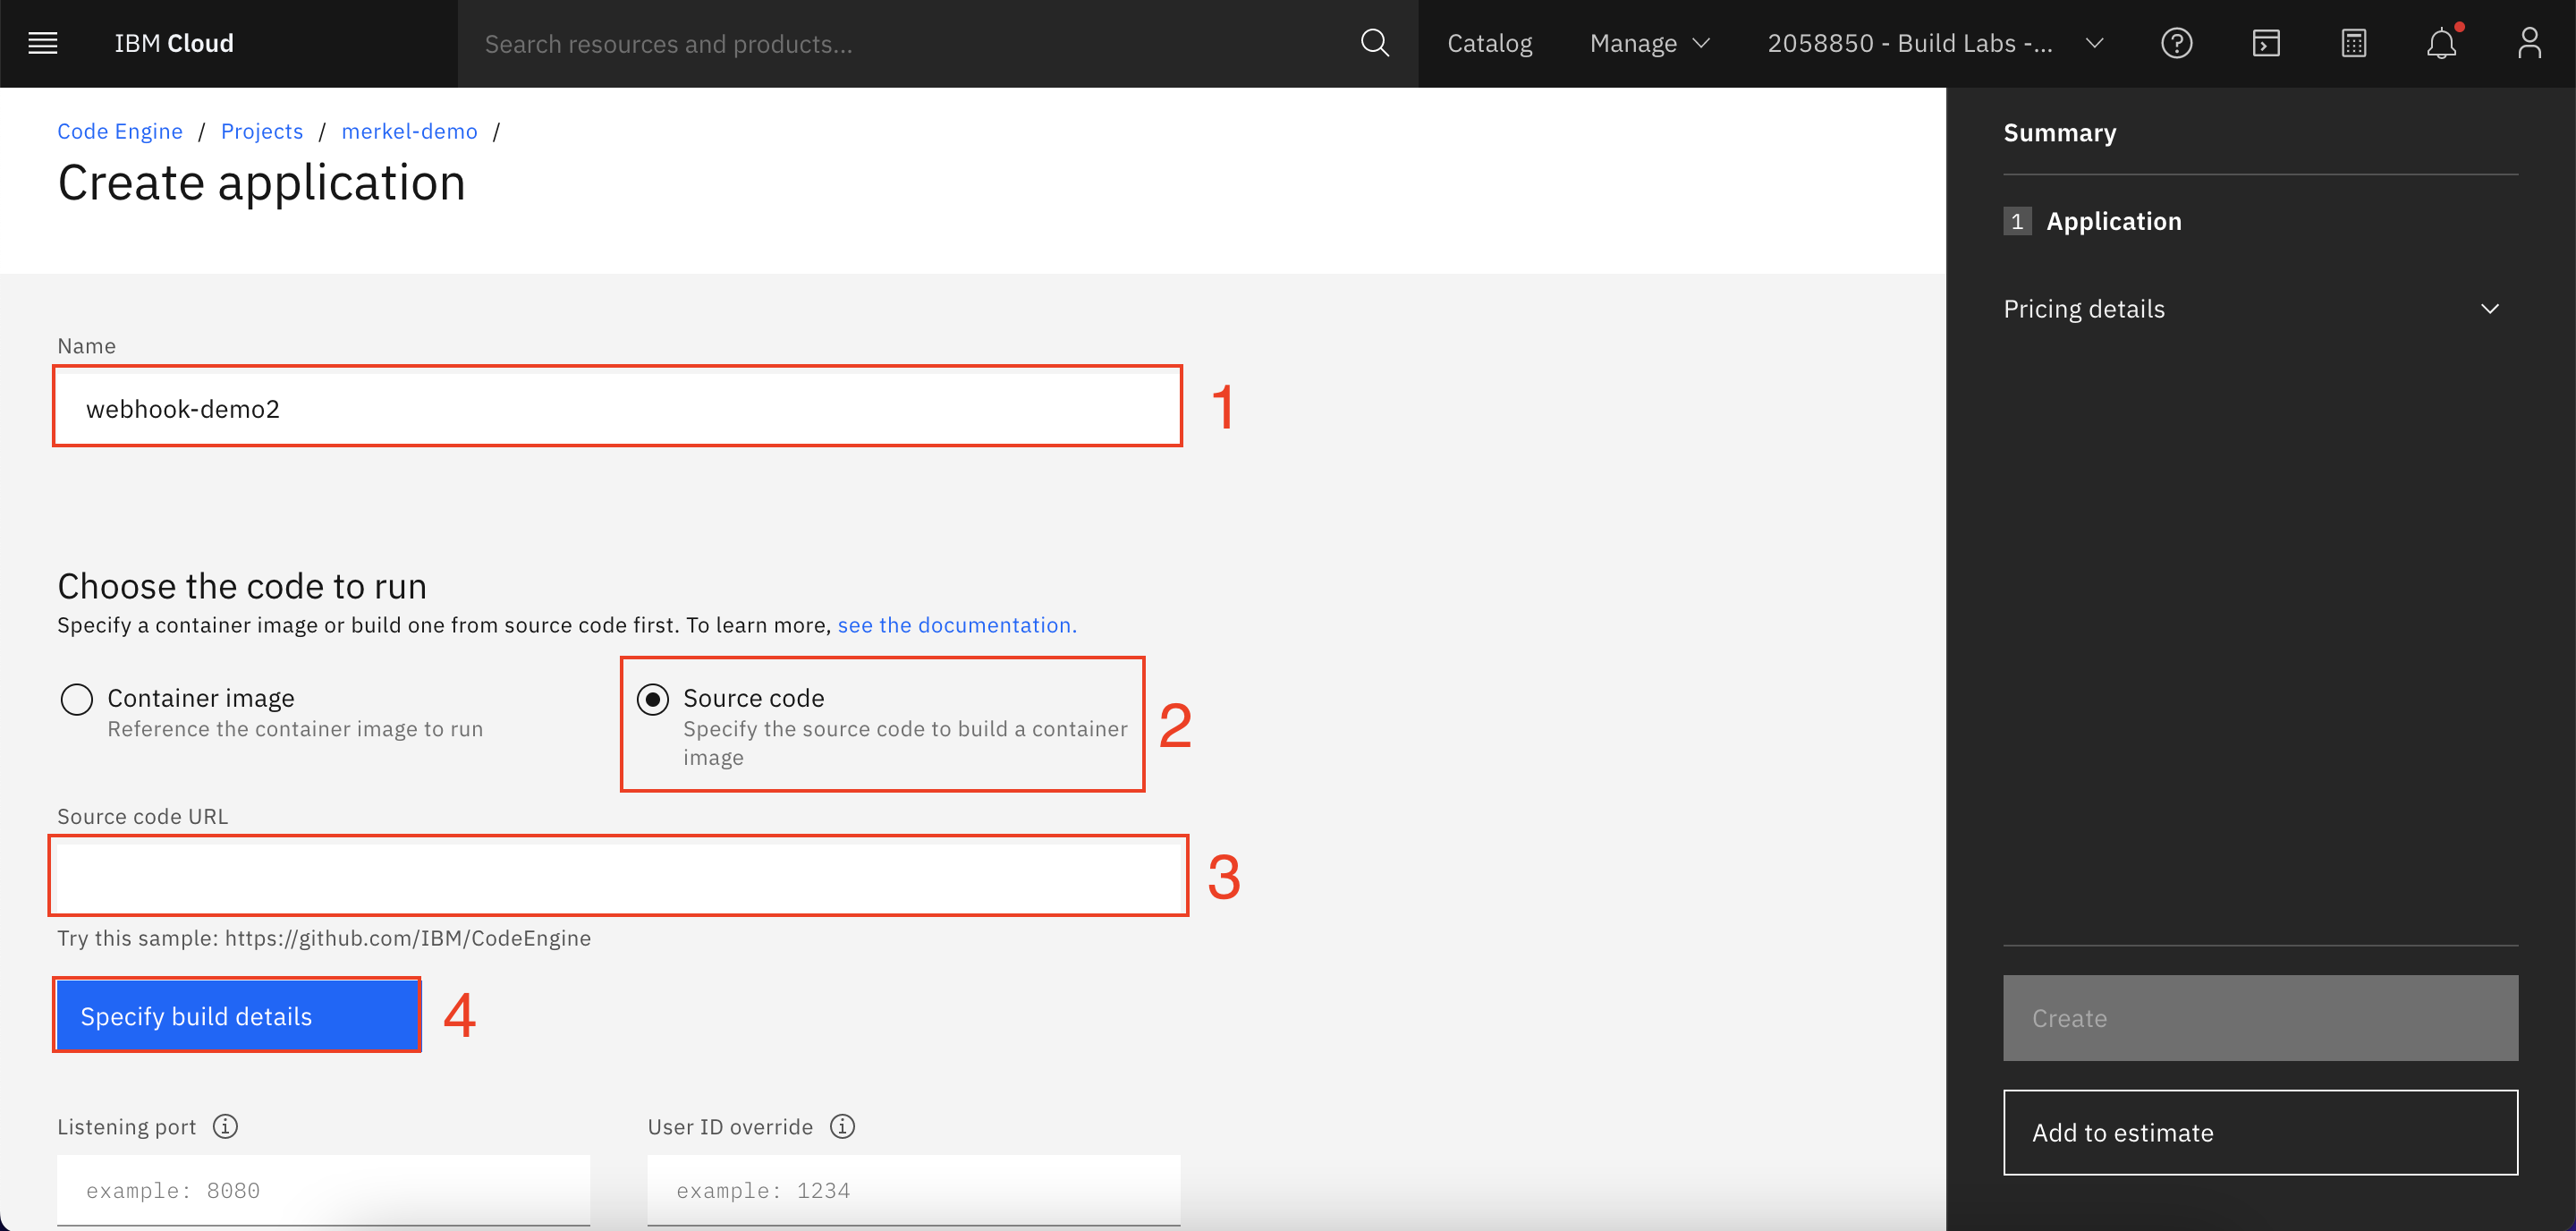 IBM Cloud
Search resources and products...
Catalog
Manage
2058850 - Build Labs -...
Code Engine / Projects / merkel-demo /
Create application
Name
webhook-demo2
1
Choose the code to run
Specify a container image or build one from source code first. To learn more, see the documentation.
Container image
Reference the container image to run
Source code
Specify the source code to build a container
image
2
Source code URL
3
Try this sample: https://github.com/IBM/CodeEngine
Specify build details
4
Listening port
example: 8080
User ID override
example: 1234
Summary
1 Application
Pricing details
Create
Add to estimate